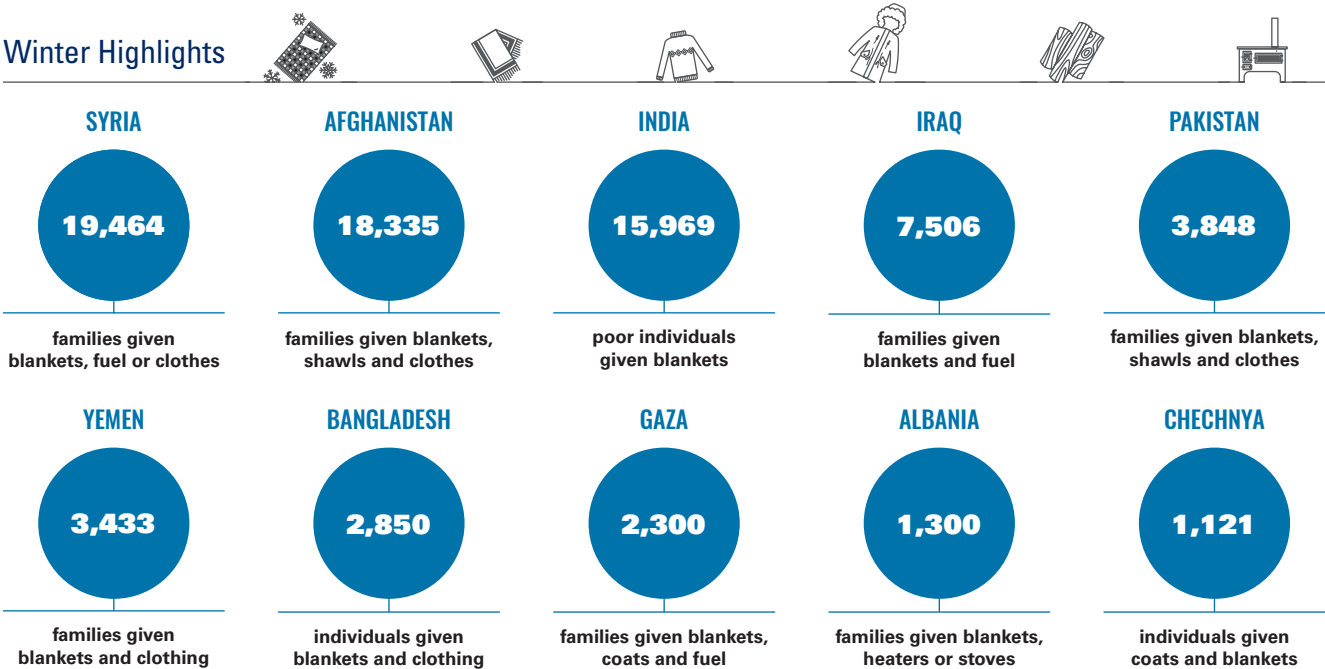 Winter Highlights
SYRIA
19,464
families given
blankets, fuel or clothes
AFGHANISTAN
18,335
families given blankets,
shawls and clothes
INDIA
15,969
poor individuals
given blankets
IRAQ
7,506
families given
blankets and fuel
PAKISTAN
3,848
families given blankets,
shawls and clothes
YEMEN
3,433
families given
blankets and clothing
BANGLADESH
2,850
individuals given
blankets and clothing
GAZA
2,300
families given blankets,
coats and fuel
ALBANIA
1,300
families given blankets,
heaters or stoves
CHECHNYA
1,121
individuals given
coats and blankets